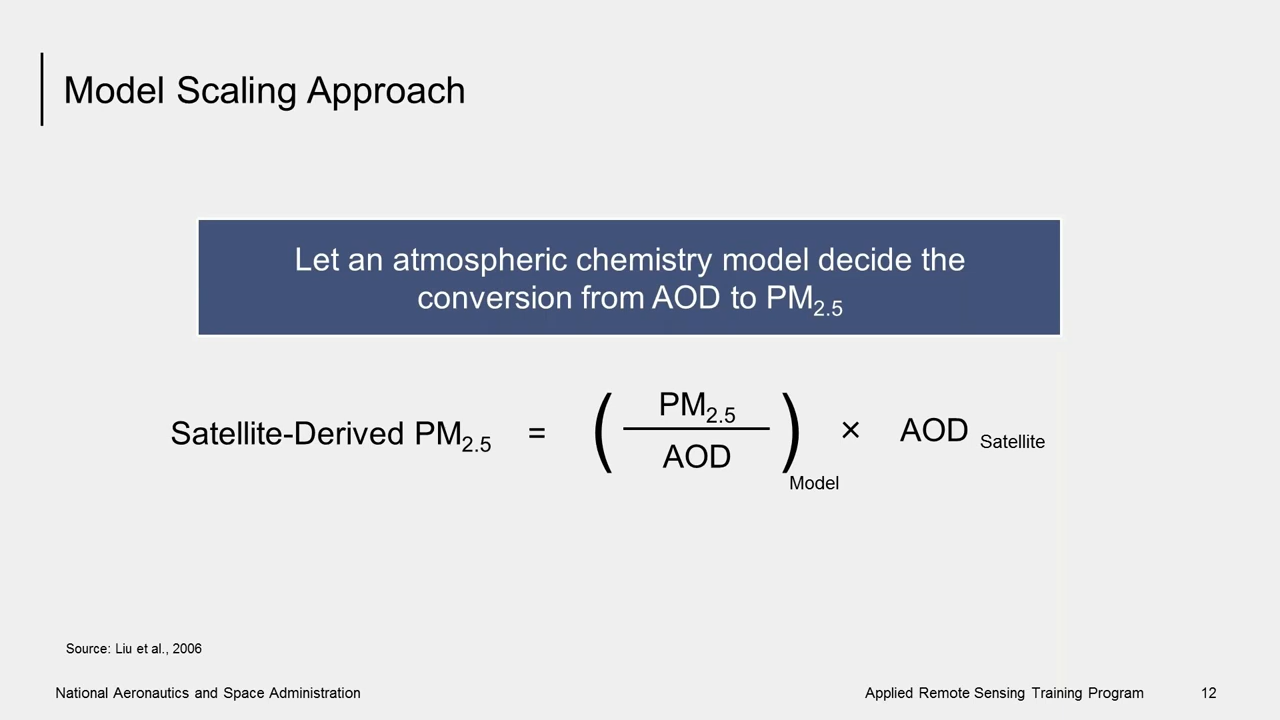 Model Scaling Approach
Let an atmospheric chemistry model decide the
conversion from AOD to PM2.5
Satellite-Derived PM2.5 = ( PM2.5 / AOD ) Model × AOD Satellite
Source: Liu et al., 2006
National Aeronautics and Space Administration
Applied Remote Sensing Training Program 12